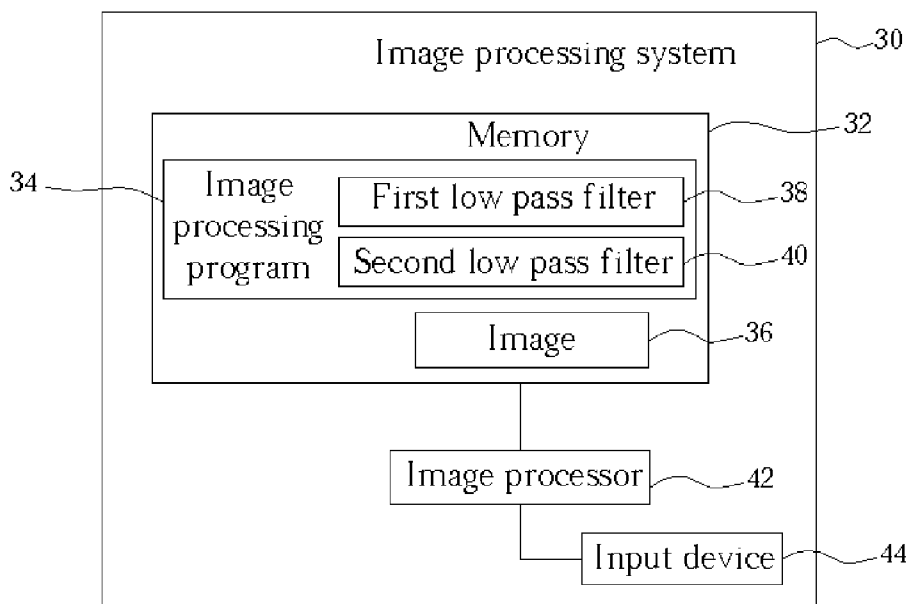 Image processing system
30
Memory
32
34
Image
processing
program
First low pass filter
38
Second low pass filter
40
Image
36
Image processor
42
Input device
44